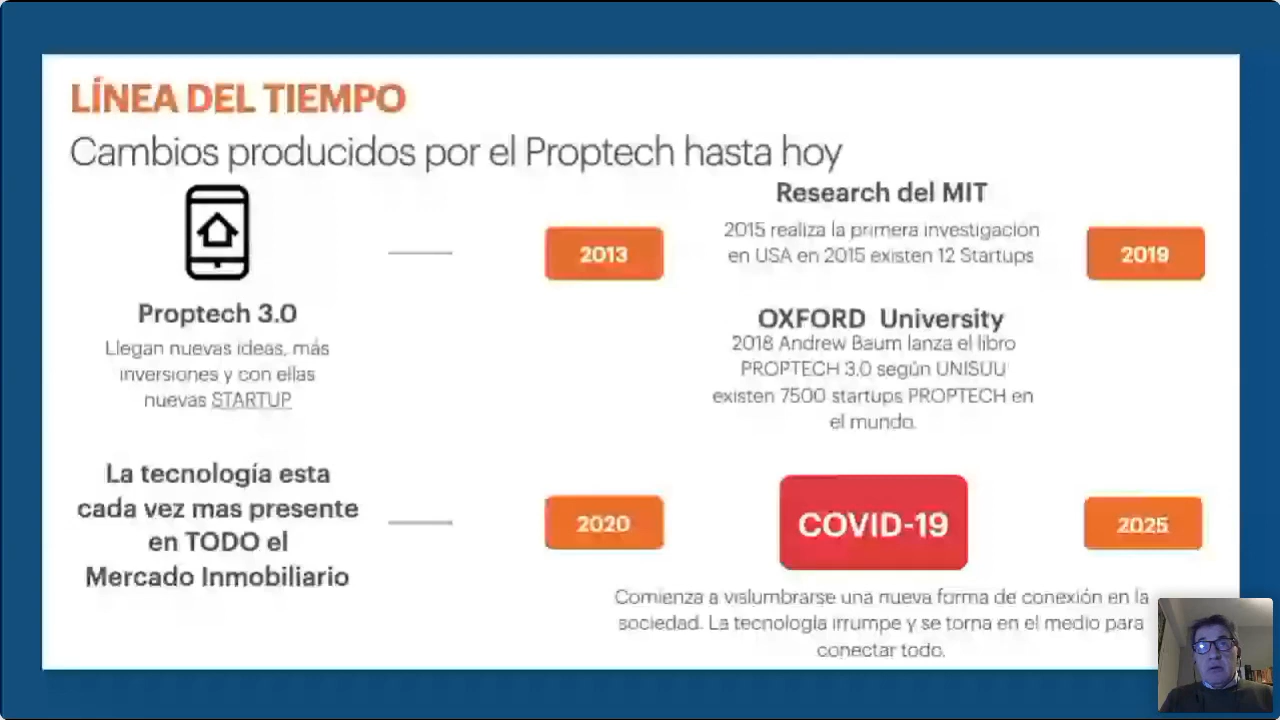 LÍNEA DEL TIEMPO
Cambios producidos por el Proptech hasta hoy
Proptech 3.0
Llegan nuevas ideas, más
inversiones y con ellas
nuevas STARTUP
2013
Research del MIT
2015 realiza la primera investigación
en USA en 2015 existen 12 Startups
OXFORD University
2018 Andrew Baum lanza el libro
PROPTECH 3.0 según UNISUU
existen 7500 startups PROPTECH en
el mundo.
2019
La tecnología esta
cada vez mas presente
en TODO el
Mercado Inmobiliario
2020
COVID-19
2025
Comienza a vislumbrarse una nueva forma de conexión en la
sociedad. La tecnología irrumpe y se torna en el medio para
conectar todo.